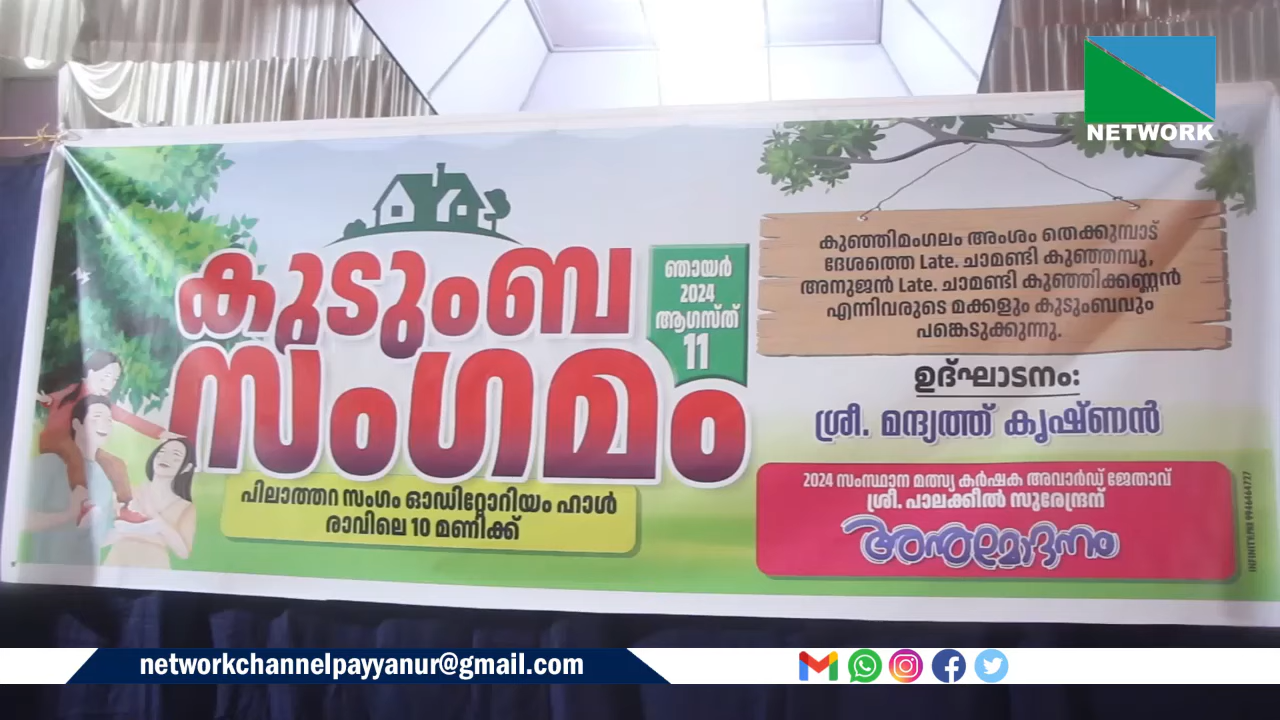 NETWORK
കുടുംബ
സംഗമം
ഞായർ
2024
ആഗസ്ത്
11
പിലാത്തറ സംഗം ഓഡിറ്റോറിയം ഹാൾ
രാവിലെ 10 മണിക്ക്
കുഞ്ഞിമംഗലം അംശം തെക്കുമ്പാട്
ദേശത്തെ Late. ചാമണ്ടി കുഞ്ഞമ്പു,
അനുജൻ Late. ചാമണ്ടി കുഞ്ഞിക്കണ്ണൻ
എന്നിവരുടെ മക്കളും കുടുംബവും
പങ്കെടുക്കുന്നു.
ഉദ്ഘാടനം:
ശ്രീ. മന്ദ്യത്ത് കൃഷ്ണൻ
2024 സംസ്ഥാന മത്സ്യ കർഷക അവാർഡ് ജേതാവ്
ശ്രീ. പാലക്കീൽ സുരേന്ദ്രന്
അനുമോദനം
networkchannelpayyanur@gmail.com